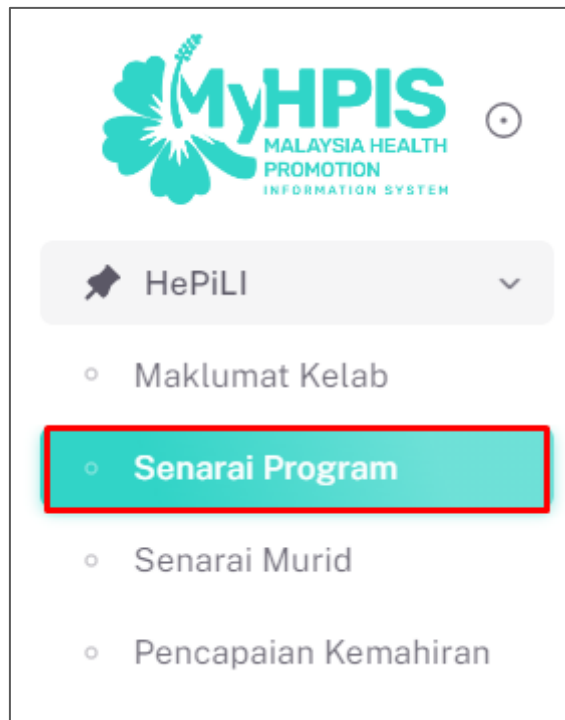 MyHPIS
MALAYSIA HEALTH
PROMOTION
INFORMATION SYSTEM
HePiLI
Maklumat Kelab
Senarai Program
Senarai Murid
Pencapaian Kemahiran